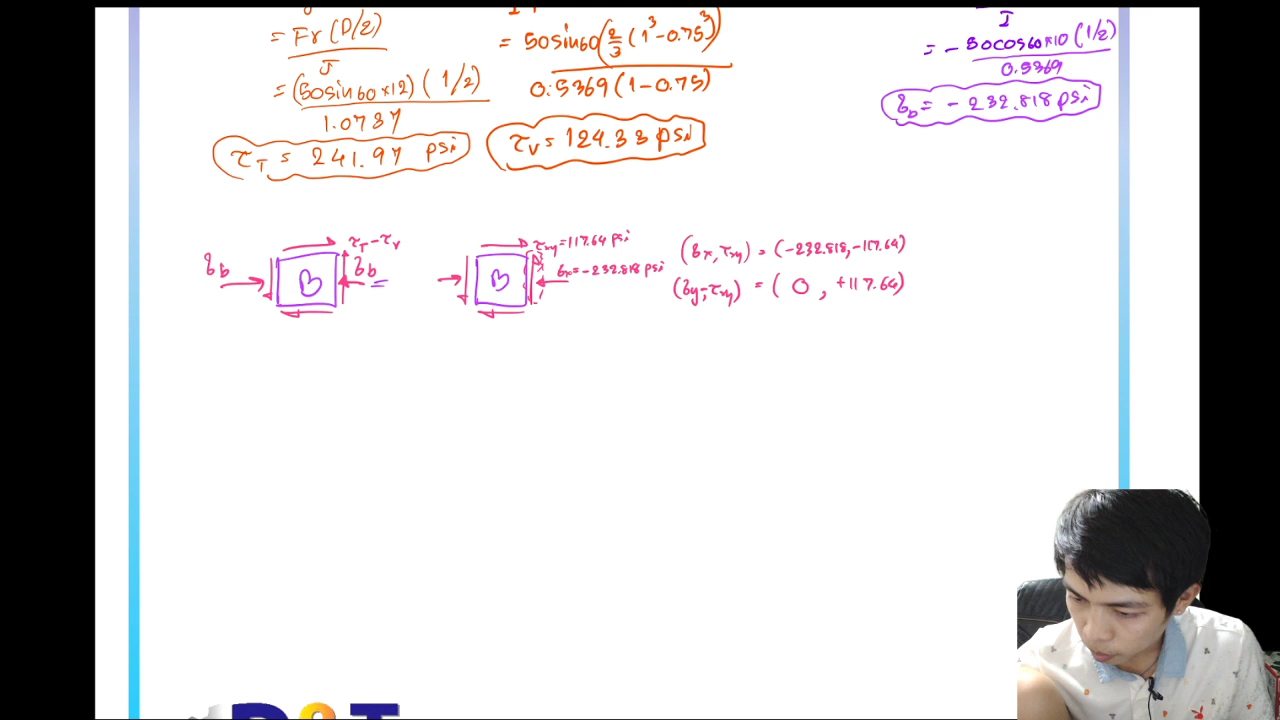 = Fr (D/2)
J
= (50sin60 *12) ( 1/2 )
1.0737
τT = 241.97 psi
= 50sin60 (2/3 (1³-0.75³))
0.5369 (1-0.75)
τv = 124.33 psi
I
= - 50cos60*10 (1/2)
0.5369
σb = - 232.818 psi
σb
B
τT - τv
σb
B
τxy = 117.64 psi
σx = -232.818 psi
(σx, τxy) = (-232.818, -117.64)
(σy, τxy) = ( 0 , +117.64)